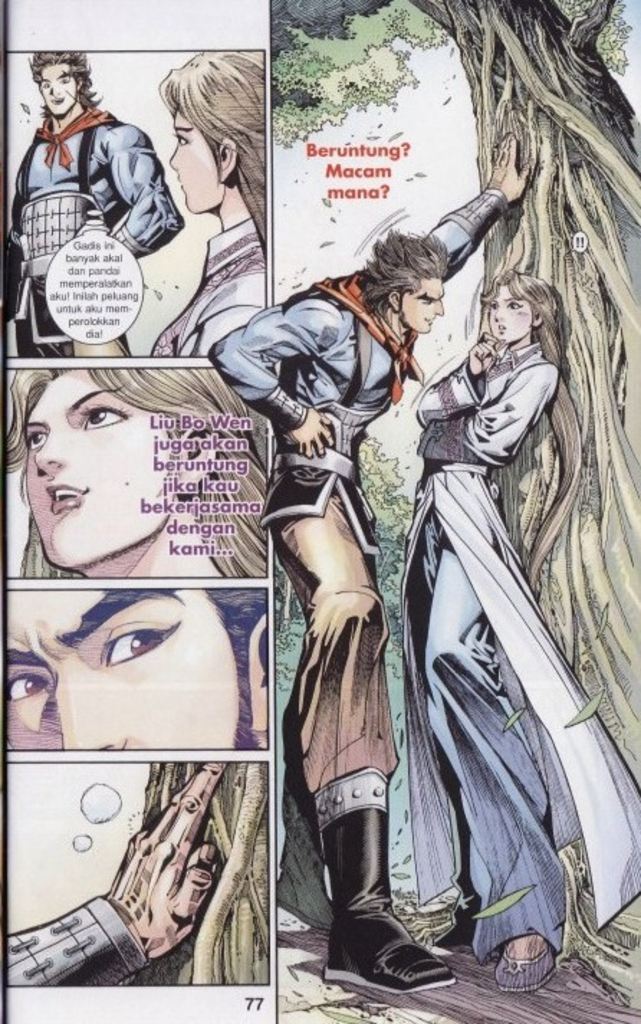 Gadis ini
banyak akal
dan pandai
memperalatkan
aku! Inilah peluang
untuk aku mem-
perolokkan
dia!
Liu Bo Wen
juga akan
beruntung
jika kau
bekerjasama
dengan
kami...
Beruntung?
Macam
mana?
!!
77